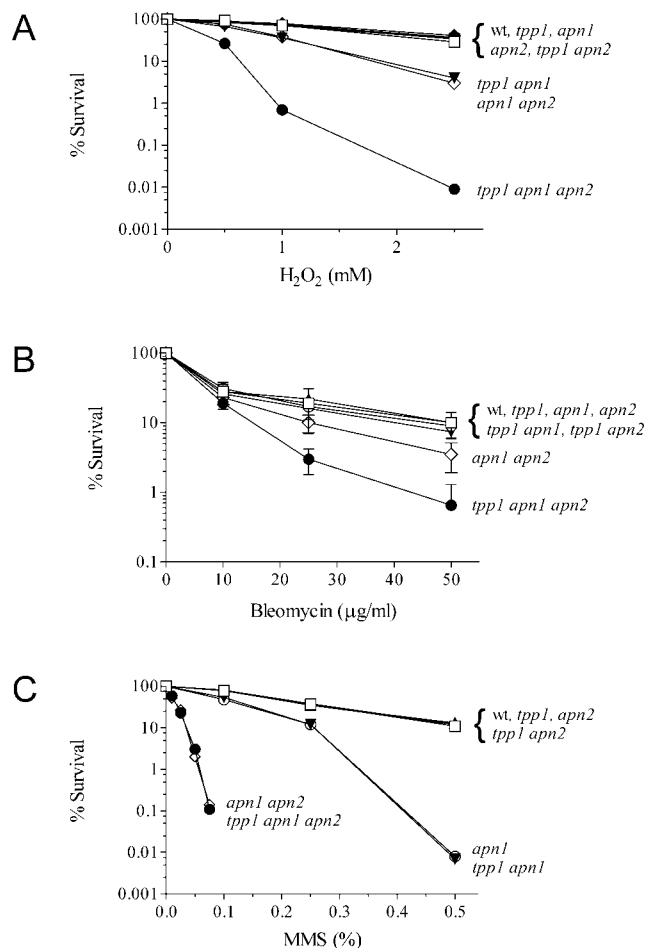 A
% Survival
100
10
1
0.1
0.01
0.001
0
1
2
H₂O₂ (mM)
wt, tpp1, apn1
apn2, tpp1 apn2
tpp1 apn1
apn1 apn2
tpp1 apn1 apn2
B
% Survival
100
10
1
0.1
0
10
20
30
40
50
Bleomycin (μg/ml)
wt, tpp1, apn1, apn2
tpp1 apn1, tpp1 apn2
apn1 apn2
tpp1 apn1 apn2
C
% Survival
100
10
1
0.1
0.01
0.001
0.0
0.1
0.2
0.3
0.4
0.5
MMS (%)
wt, tpp1, apn2
tpp1 apn2
apn1 apn2
tpp1 apn1 apn2
apn1
tpp1 apn1